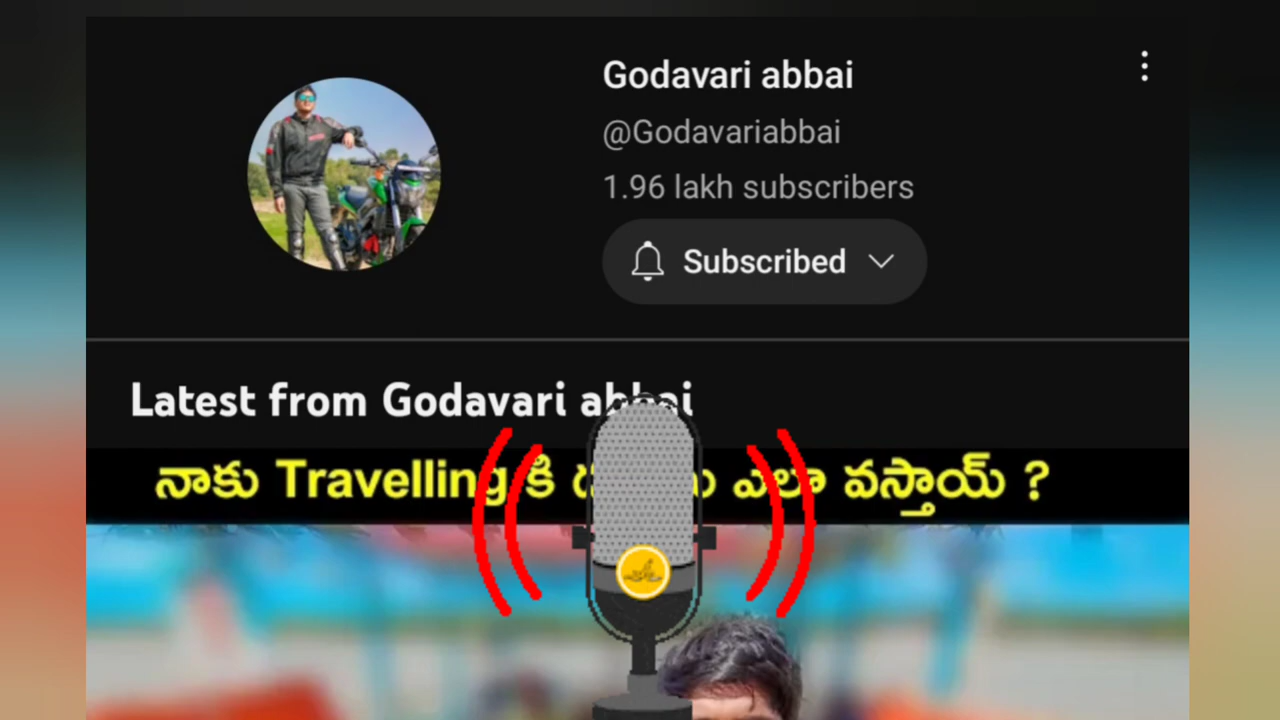 Godavari abbai
@Godavariabbai
1.96 lakh subscribers
Subscribed
Latest from Godavari abbai
నాకు Travelling కి ఎలా వస్తాయ్ ?